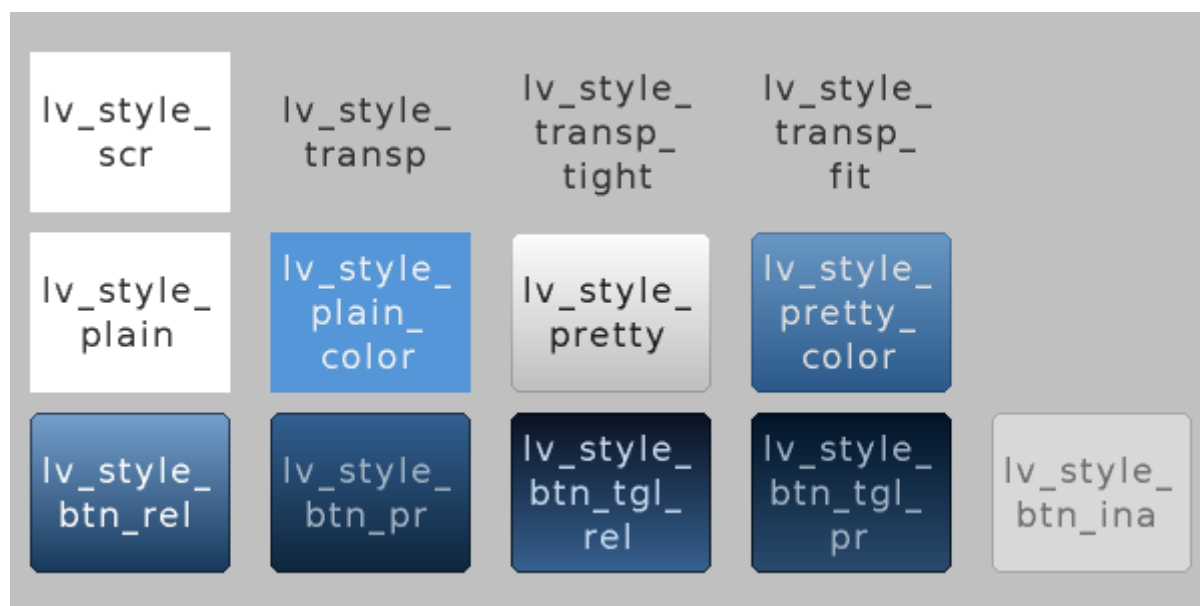 lv_style_
scr
lv_style_
transp
lv_style_
transp_
tight
lv_style_
transp_
fit
lv_style_
plain
lv_style_
plain_
color
lv_style_
pretty
lv_style_
pretty_
color
lv_style_
btn_rel
lv_style_
btn_pr
lv_style_
btn_tgl_
rel
lv_style_
btn_tgl_
pr
lv_style_
btn_ina